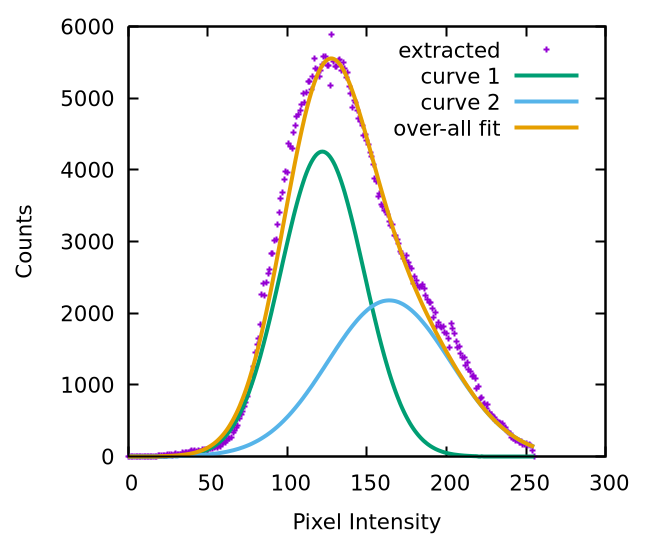 6000
5000
4000
3000
2000
1000
0
Counts
extracted
curve 1
curve 2
over-all fit
0 50 100 150 200 250 300
Pixel Intensity